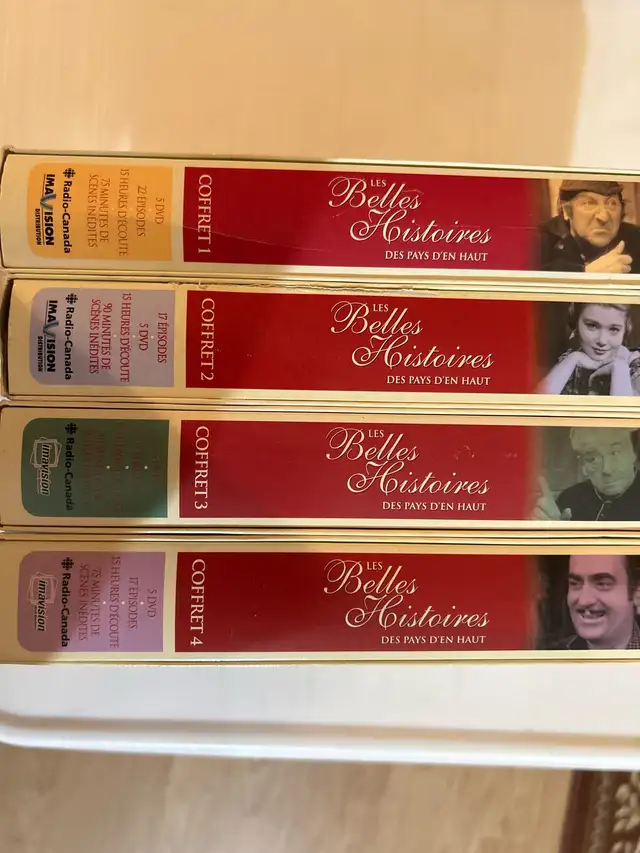 LES
Belles
Histoires
DES PAYS D'EN HAUT
COFFRET 1
5 DVD
22 ÉPISODES
15 HEURES D'ÉCOUTE
75 MINUTES DE
SCÈNES INÉDITES
Radio-Canada
IMAVISION
DISTRIBUTION
LES
Belles
Histoires
DES PAYS D'EN HAUT
COFFRET 2
17 ÉPISODES
5 DVD
15 HEURES D'ÉCOUTE
90 MINUTES DE
SCÈNES INÉDITES
Radio-Canada
IMAVISION
DISTRIBUTION
LES
Belles
Histoires
DES PAYS D'EN HAUT
COFFRET 3
Radio-Canada
imavision
LES
Belles
Histoires
DES PAYS D'EN HAUT
COFFRET 4
5 DVD
17 ÉPISODES
15 HEURES D'ÉCOUTE
75 MINUTES DE
SCÈNES INÉDITES
Radio-Canada
imavision